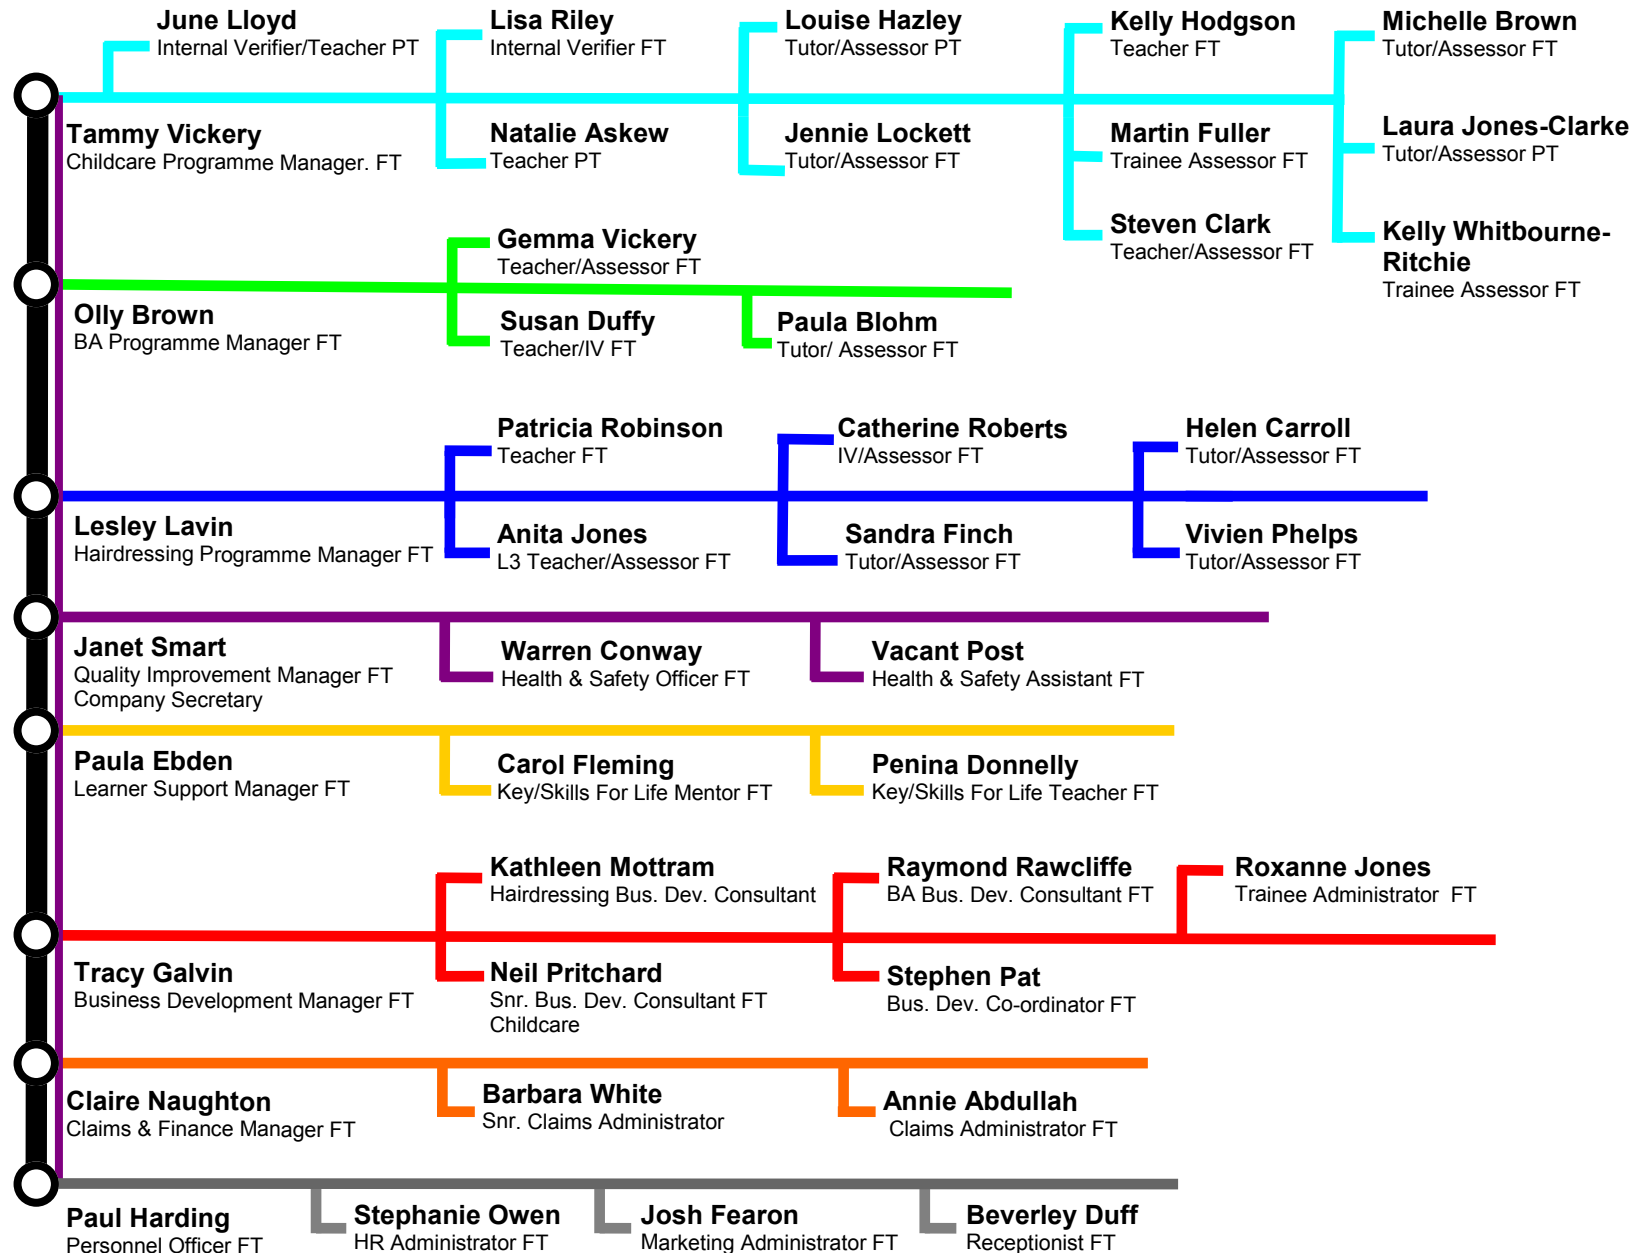 June Lloyd
Internal Verifier/Teacher PT
Lisa Riley
Internal Verifier FT
Louise Hazley
Tutor/Assessor PT
Kelly Hodgson
Teacher FT
Michelle Brown
Tutor/Assessor FT
Tammy Vickery
Childcare Programme Manager. FT
Natalie Askew
Teacher PT
Jennie Lockett
Tutor/Assessor FT
Martin Fuller
Trainee Assessor FT
Laura Jones-Clarke
Tutor/Assessor PT
Steven Clark
Teacher/Assessor FT
Kelly Whitbourne-
Ritchie
Trainee Assessor FT
Gemma Vickery
Teacher/Assessor FT
Olly Brown
BA Programme Manager FT
Susan Duffy
Teacher/IV FT
Paula Blohm
Tutor/ Assessor FT
Patricia Robinson
Teacher FT
Catherine Roberts
IV/Assessor FT
Helen Carroll
Tutor/Assessor FT
Lesley Lavin
Hairdressing Programme Manager FT
Anita Jones
L3 Teacher/Assessor FT
Sandra Finch
Tutor/Assessor FT
Vivien Phelps
Tutor/Assessor FT
Janet Smart
Quality Improvement Manager FT
Company Secretary
Warren Conway
Health & Safety Officer FT
Vacant Post
Health & Safety Assistant FT
Paula Ebden
Learner Support Manager FT
Carol Fleming
Key/Skills For Life Mentor FT
Penina Donnelly
Key/Skills For Life Teacher FT
Kathleen Mottram
Hairdressing Bus. Dev. Consultant
Raymond Rawcliffe
BA Bus. Dev. Consultant FT
Roxanne Jones
Trainee Administrator FT
Tracy Galvin
Business Development Manager FT
Neil Pritchard
Snr. Bus. Dev. Consultant FT
Childcare
Stephen Pat
Bus. Dev. Co-ordinator FT
Claire Naughton
Claims & Finance Manager FT
Barbara White
Snr. Claims Administrator
Annie Abdullah
Claims Administrator FT
Paul Harding
Personnel Officer FT
Stephanie Owen
HR Administrator FT
Josh Fearon
Marketing Administrator FT
Beverley Duff
Receptionist FT